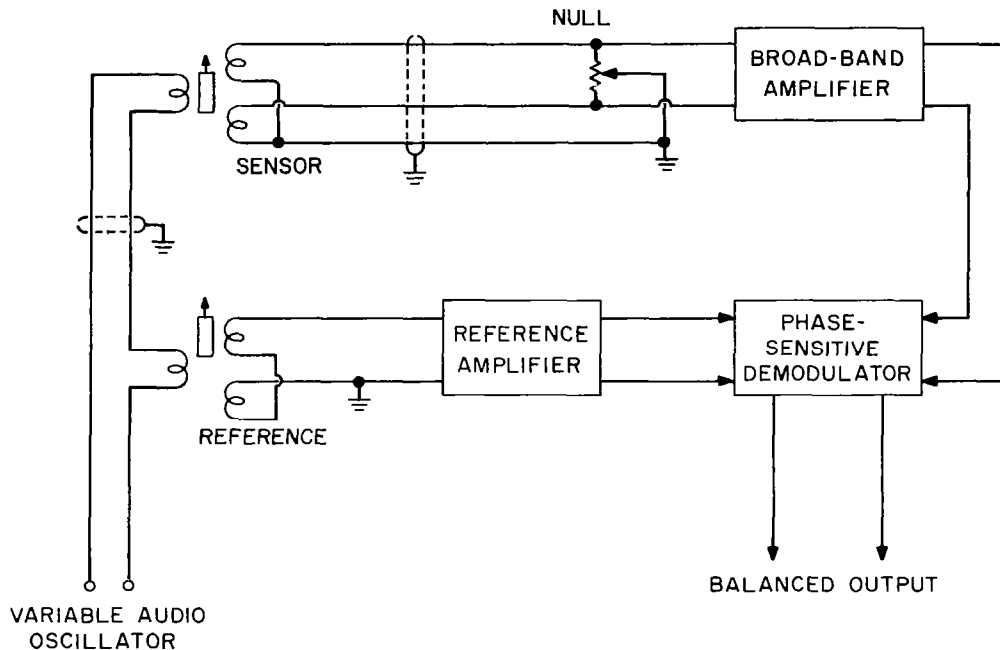 NULL
BROAD-BAND
AMPLIFIER
SENSOR
REFERENCE
AMPLIFIER
PHASE-
SENSITIVE
DEMODULATOR
REFERENCE
BALANCED OUTPUT
VARIABLE AUDIO
OSCILLATOR